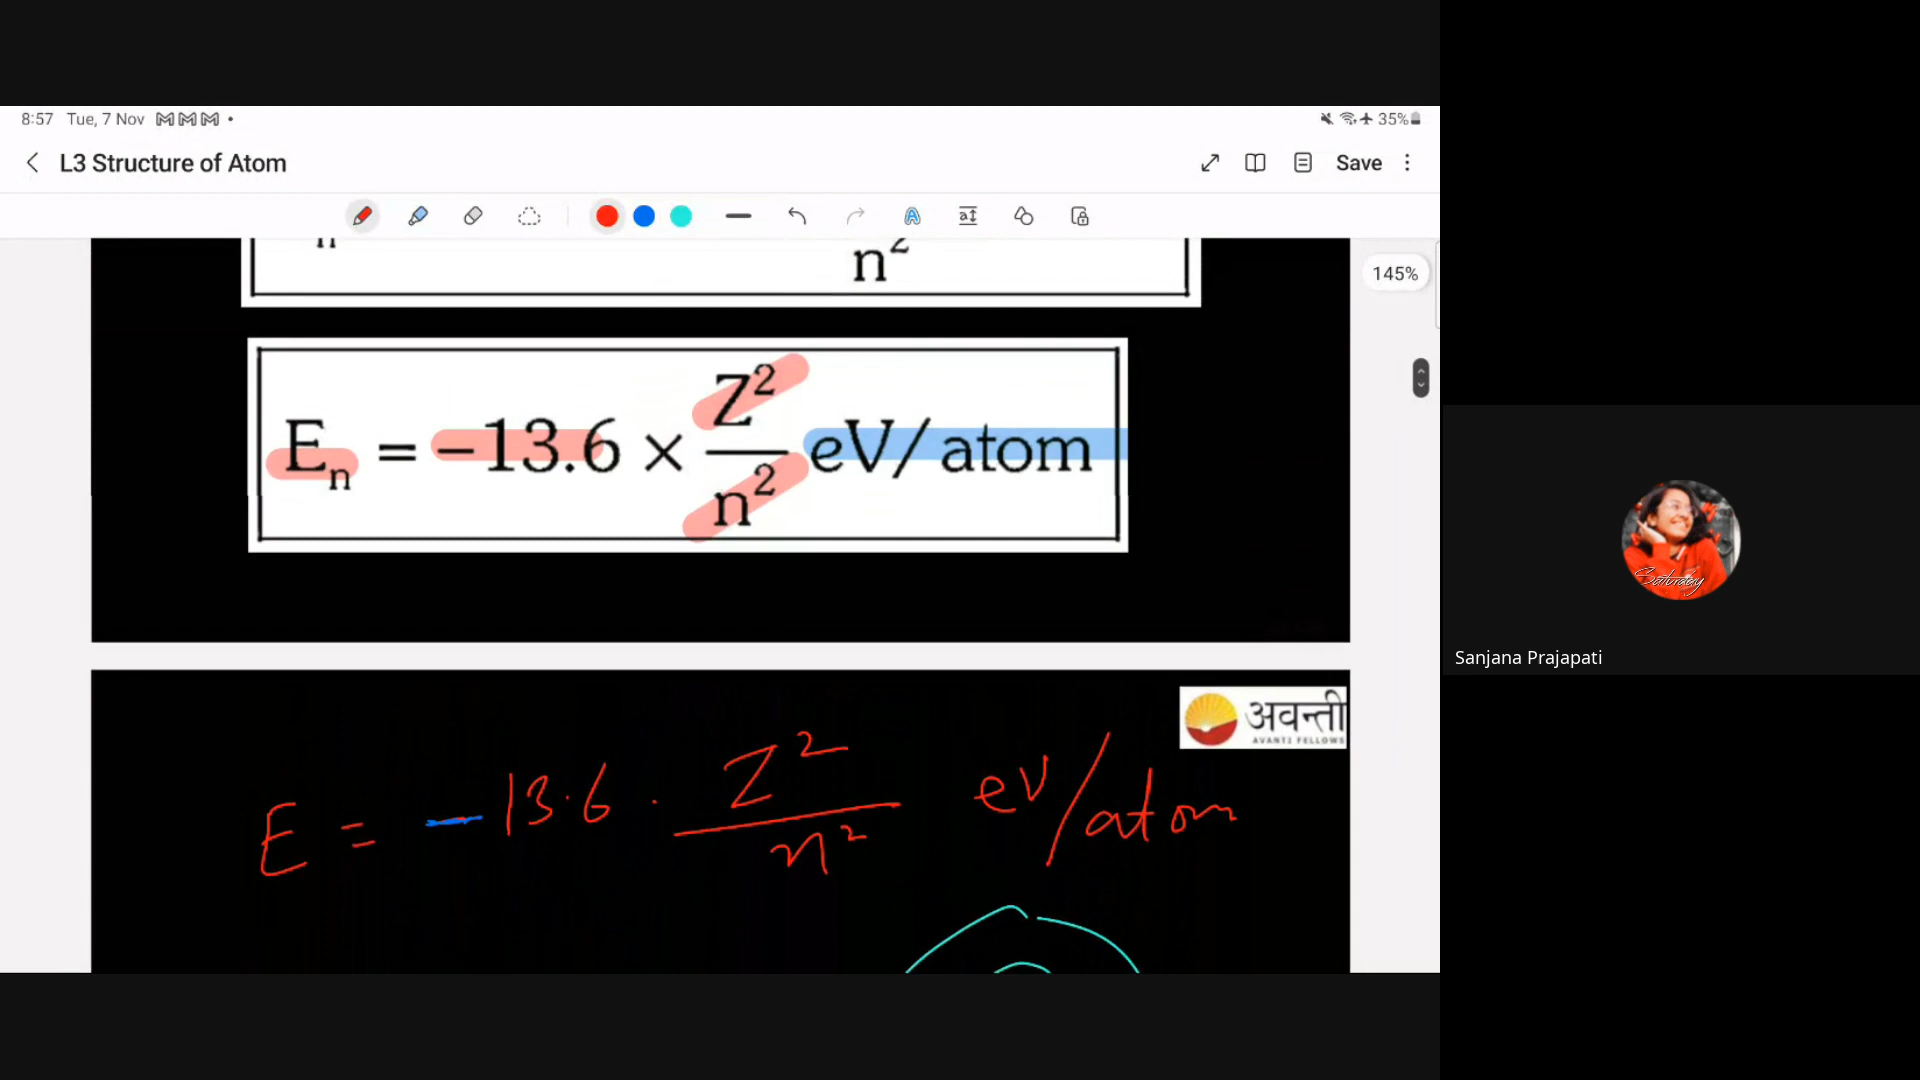 8:57 Tue, 7 Nov 35%
L3 Structure of Atom Save
n
n²
145%
Eₙ = −13.6 × Z²/n² eV/atom
Saturday
Sanjana Prajapati
अवन्ती
AVANTI FELLOWS
E = −13.6 · Z²/n² eV/atom